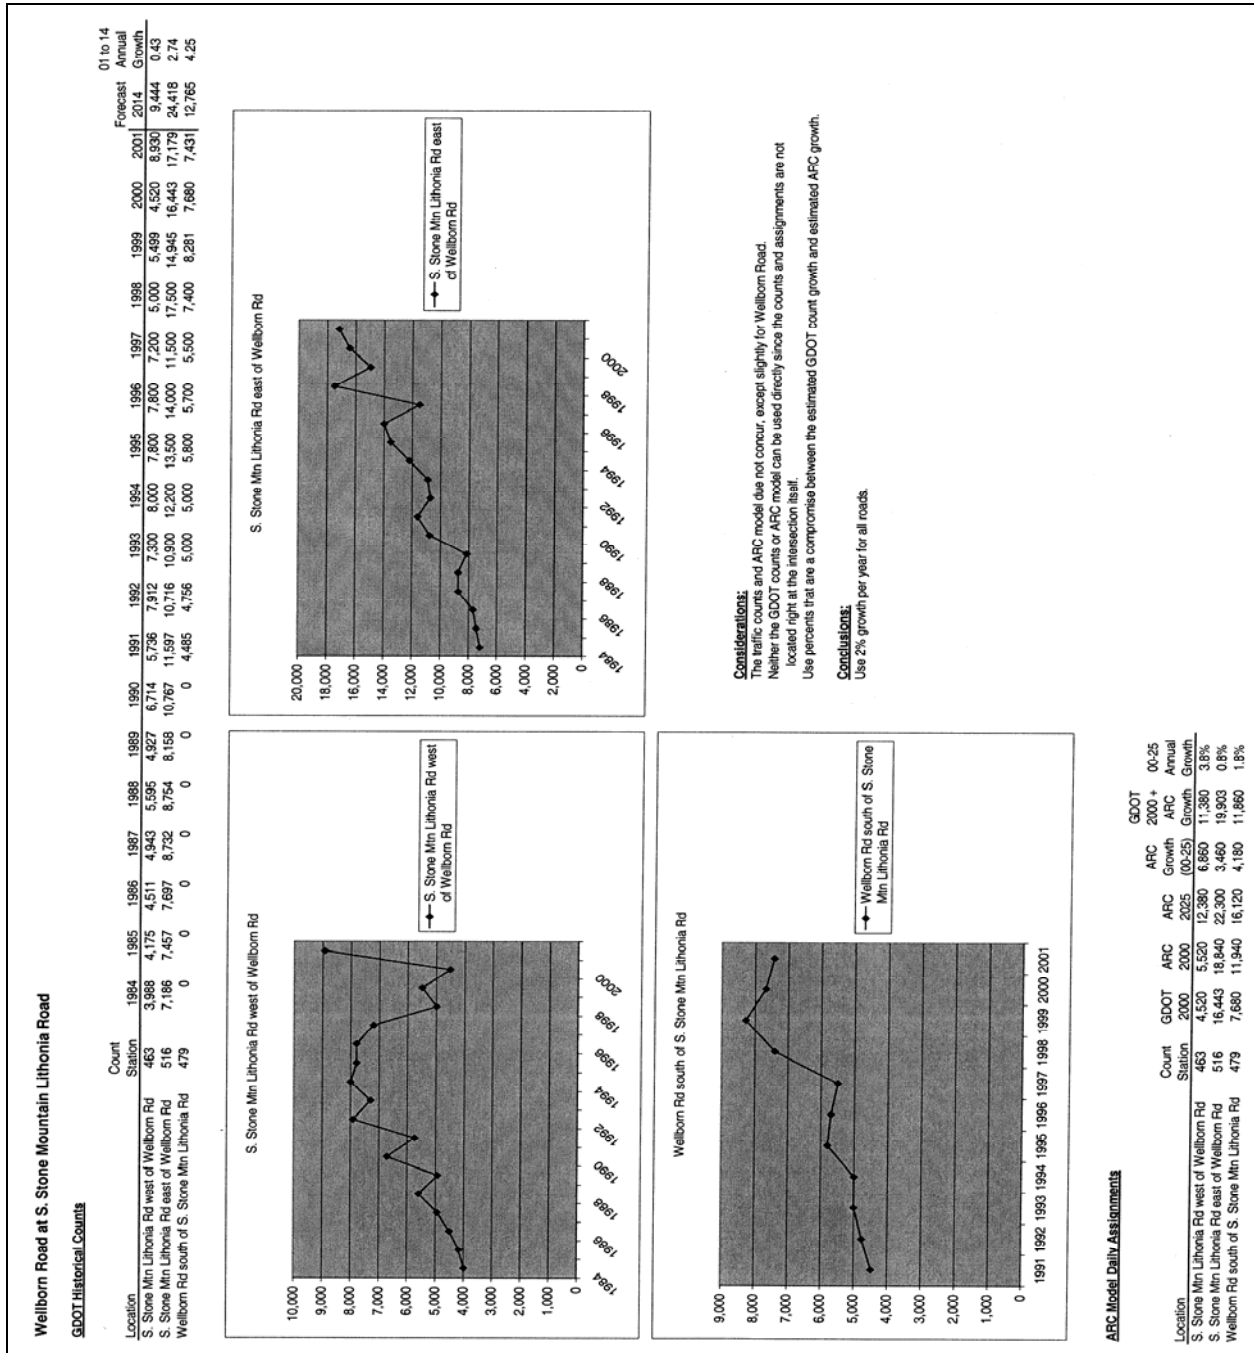 Wellborn Road at S. Stone Mountain Lithonia Road
GDOT Historical Counts
Location Count Station 1984 1985 1986 1987 1988 1989 1990 1991 1992 1993 1994 1995 1996 1997 1998 1999 2000 2001 Forecast 2014 01 to 14 Annual Growth
S. Stone Mtn Lithonia Rd west of Wellborn Rd 463 3,988 4,175 4,511 4,943 5,595 4,927 6,714 5,736 7,912 7,300 8,000 7,800 7,800 7,200 5,000 5,499 4,520 8,930 9,444 0.43
S. Stone Mtn Lithonia Rd east of Wellborn Rd 516 7,186 7,457 7,697 8,732 8,754 8,158 10,767 11,597 10,716 10,900 12,200 13,500 14,000 11,500 17,500 14,945 16,443 17,179 24,418 2.74
Wellborn Rd south of S. Stone Mtn Lithonia Rd 479 0 0 0 0 0 0 0 4,485 4,756 5,000 5,000 5,800 5,700 5,500 7,400 8,281 7,680 7,431 12,765 4.25
S. Stone Mtn Lithonia Rd west of Wellborn Rd
10,000
9,000
8,000
7,000
6,000
5,000
4,000
3,000
2,000
1,000
0
1984 1986 1988 1990 1992 1994 1996 1998 2000
S. Stone Mtn Lithonia Rd west
of Wellborn Rd
S. Stone Mtn Lithonia Rd east of Wellborn Rd
20,000
18,000
16,000
14,000
12,000
10,000
8,000
6,000
4,000
2,000
0
1984 1986 1988 1990 1992 1994 1996 1998 2000
S. Stone Mtn Lithonia Rd east
of Wellborn Rd
Wellborn Rd south of S. Stone Mtn Lithonia Rd
9,000
8,000
7,000
6,000
5,000
4,000
3,000
2,000
1,000
0
1991 1992 1993 1994 1995 1996 1997 1998 1999 2000 2001
Wellborn Rd south of S. Stone
Mtn Lithonia Rd
Considerations:
The traffic counts and ARC model due not concur, except slightly for Wellborn Road.
Neither the GDOT counts or ARC model can be used directly since the counts and assignments are not
located right at the intersection itself.
Use percents that are a compromise between the estimated GDOT count growth and estimated ARC growth.
Conclusions:
Use 2% growth per year for all roads.
ARC Model Daily Assignments
Location Count Station GDOT 2000 ARC 2000 ARC 2025 ARC Growth (00-25) GDOT 2000 + ARC Growth 00-25 Annual Growth
S. Stone Mtn Lithonia Rd west of Wellborn Rd 463 4,520 5,520 12,380 6,860 11,380 3.8%
S. Stone Mtn Lithonia Rd east of Wellborn Rd 516 16,443 18,840 22,300 3,460 19,903 0.8%
Wellborn Rd south of S. Stone Mtn Lithonia Rd 479 7,680 11,940 16,120 4,180 11,860 1.8%